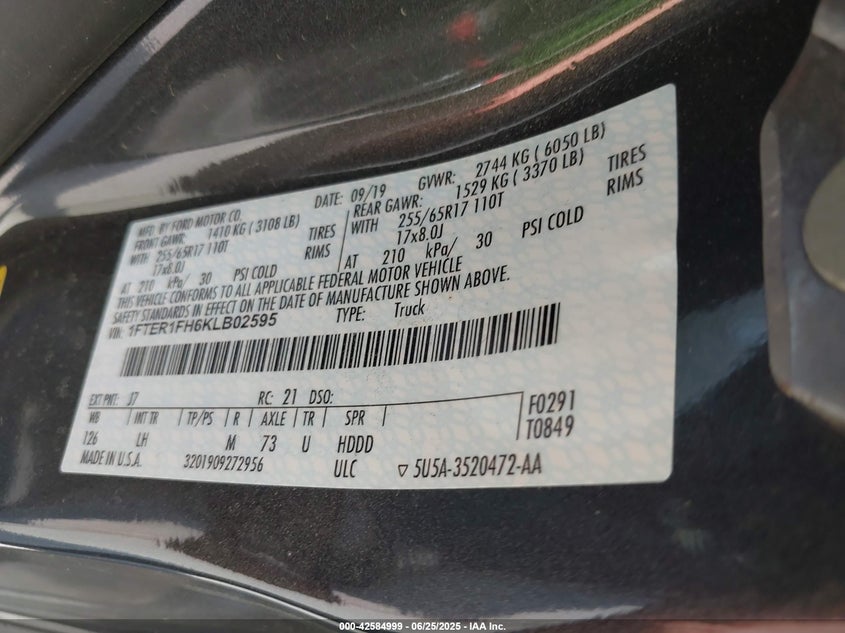 MFD. BY FORD MOTOR CO.
DATE: 09/19 GVWR: 2744 KG ( 6050 LB)
FRONT GAWR: 1410 KG ( 3108 LB)
REAR GAWR: 1529 KG ( 3370 LB)
WITH 255/65R17 110T TIRES
WITH 255/65R17 110T TIRES
17x8.0J RIMS
17x8.0J RIMS
AT 210 kPa/ 30 PSI COLD
AT 210 kPa/ 30 PSI COLD
THIS VEHICLE CONFORMS TO ALL APPLICABLE FEDERAL MOTOR VEHICLE
SAFETY STANDARDS IN EFFECT ON THE DATE OF MANUFACTURE SHOWN ABOVE.
VIN: 1FTER1FH6KLB02595 TYPE: Truck
EXT PNT: J7 RC: 21 DSO:
WB INT TR TP/PS R AXLE TR SPR F0291
126 LH M 73 U HDDD T0849
MADE IN U.S.A. 3201909272956 ULC 5U5A-3520472-AA
000-42584999 - 06/25/2025 - IAA Inc.